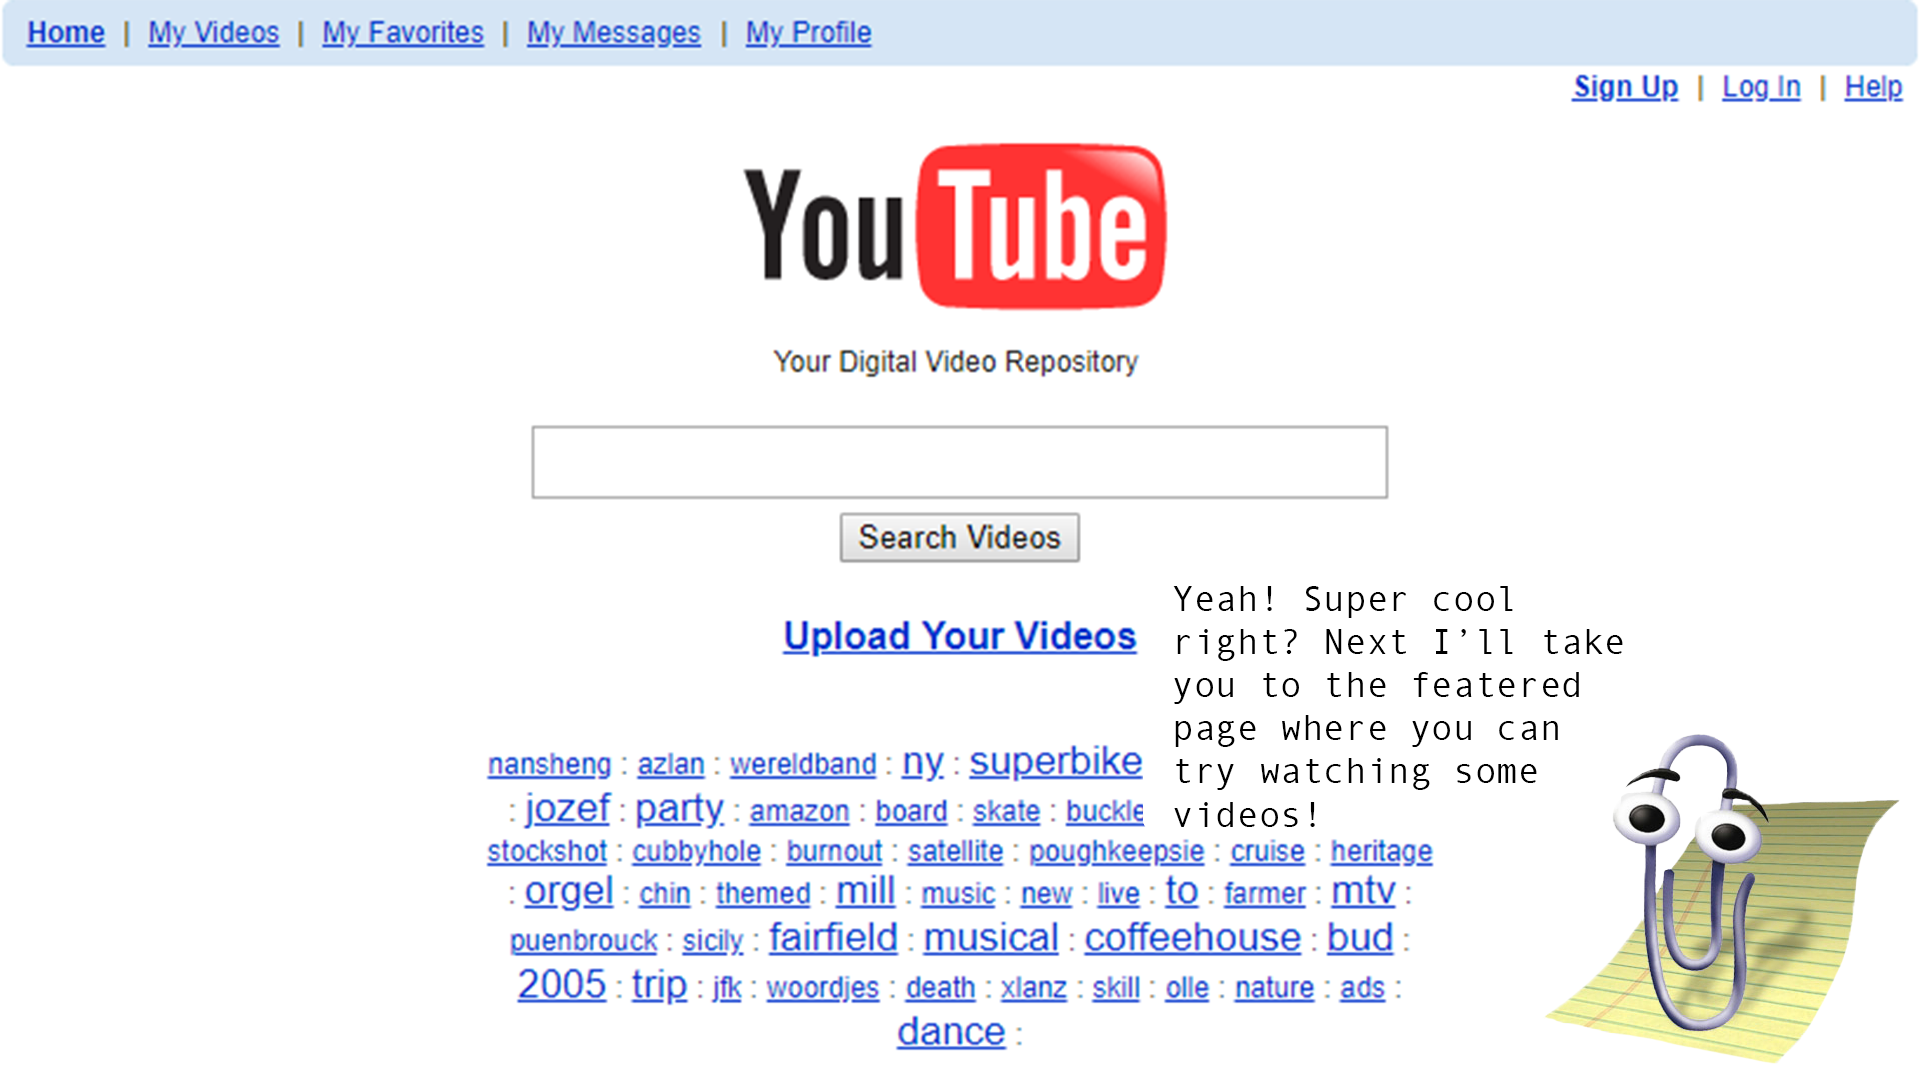 Home | My Videos | My Favorites | My Messages | My Profile
Sign Up | Log In | Help
YouTube
Your Digital Video Repository
Search Videos
Upload Your Videos
Yeah! Super cool
right? Next I’ll take
you to the featered
page where you can
try watching some
videos!
nansheng : azlan : wereldband : ny : superbike
: jozef : party : amazon : board : skate : buckle
stockshot : cubbyhole : burnout : satellite : poughkeepsie : cruise : heritage
: orgel : chin : themed : mill : music : new : live : to : farmer : mtv :
puenbrouck : sicily : fairfield : musical : coffeehouse : bud :
2005 : trip : jfk : woordjes : death : xlanz : skill : olle : nature : ads :
dance :